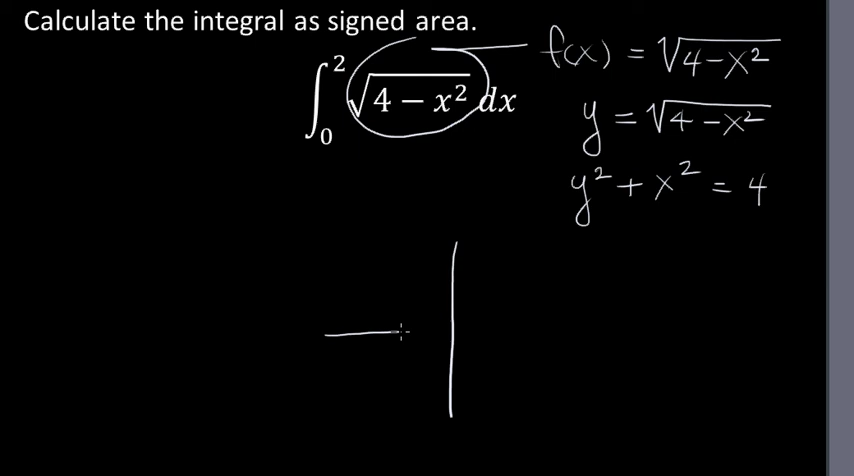 Calculate the integral as signed area.
∫₀² √(4 − x²) dx
f(x) = √(4 − x²)
y = √(4 − x²)
y² + x² = 4